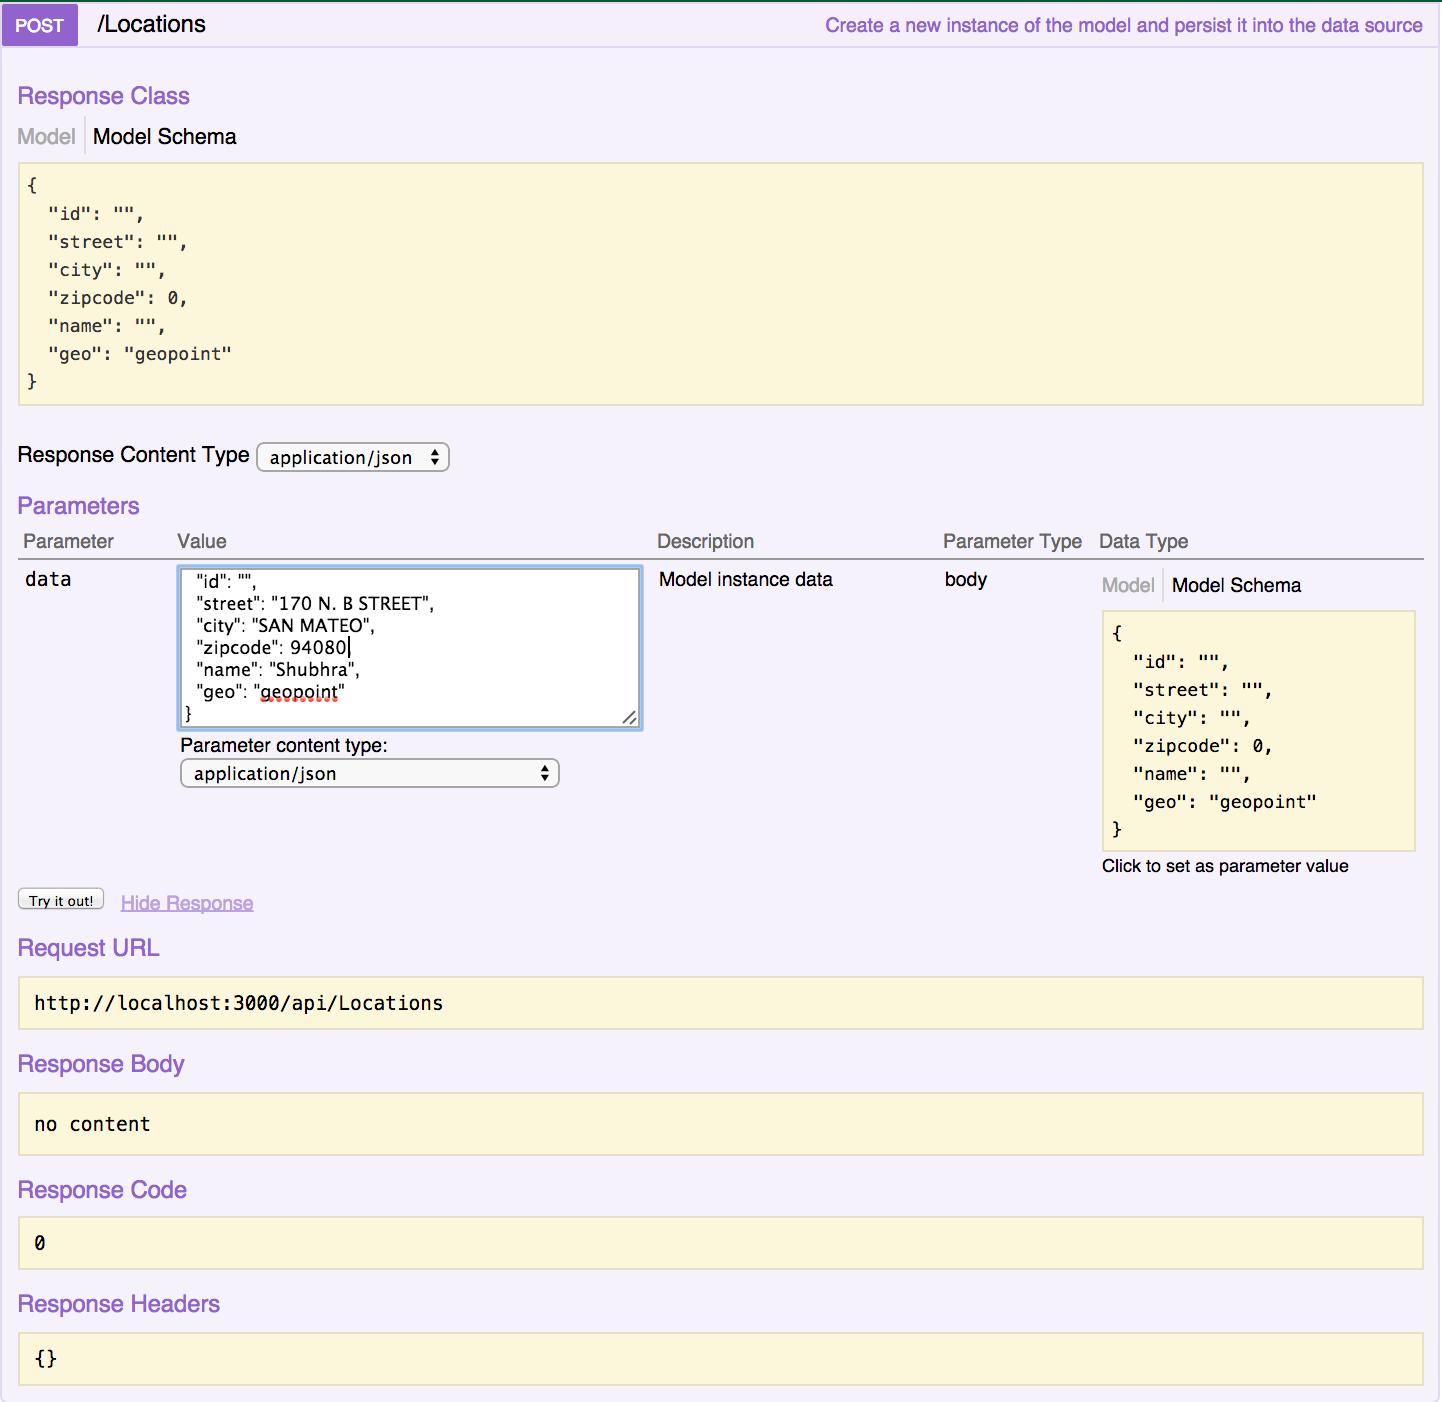 POST /Locations Create a new instance of the model and persist it into the data source
Response Class
Model Model Schema
{
"id": "",
"street": "",
"city": "",
"zipcode": 0,
"name": "",
"geo": "geopoint"
}
Response Content Type application/json
Parameters
Parameter Value Description Parameter Type Data Type
data
"id": "",
"street": "170 N. B STREET",
"city": "SAN MATEO",
"zipcode": 94080
"name": "Shubhra",
"geo": "geopoint"
}
Parameter content type:
application/json
Model instance data
body
Model Model Schema
{
"id": "",
"street": "",
"city": "",
"zipcode": 0,
"name": "",
"geo": "geopoint"
}
Click to set as parameter value
Try it out! Hide Response
Request URL
http://localhost:3000/api/Locations
Response Body
no content
Response Code
0
Response Headers
{}